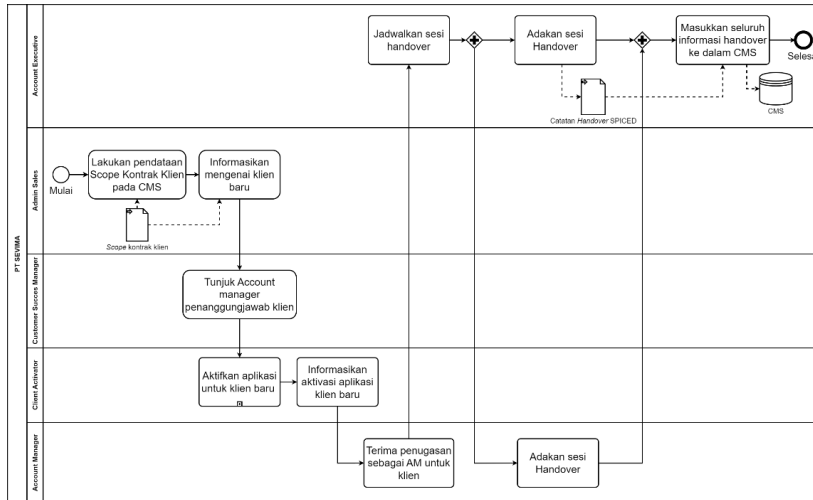 PT SEVIMA
Account Executive
Jadwalkan sesi
handover
Adakan sesi
Handover
Masukkan seluruh
informasi handover
ke dalam CMS
Selesai
Catatan Handover SPICED
CMS
Admin Sales
Mulai
Lakukan pendataan
Scope Kontrak Klien
pada CMS
Informasikan
mengenai klien
baru
Scope kontrak klien
Customer Succes Manager
Tunjuk Account
manager
penanggungjawab klien
Client Activator
Aktifkan aplikasi
untuk klien baru
Informasikan
aktivasi aplikasi
klien baru
Account Manager
Terima penugasan
sebagai AM untuk
klien
Adakan sesi
Handover